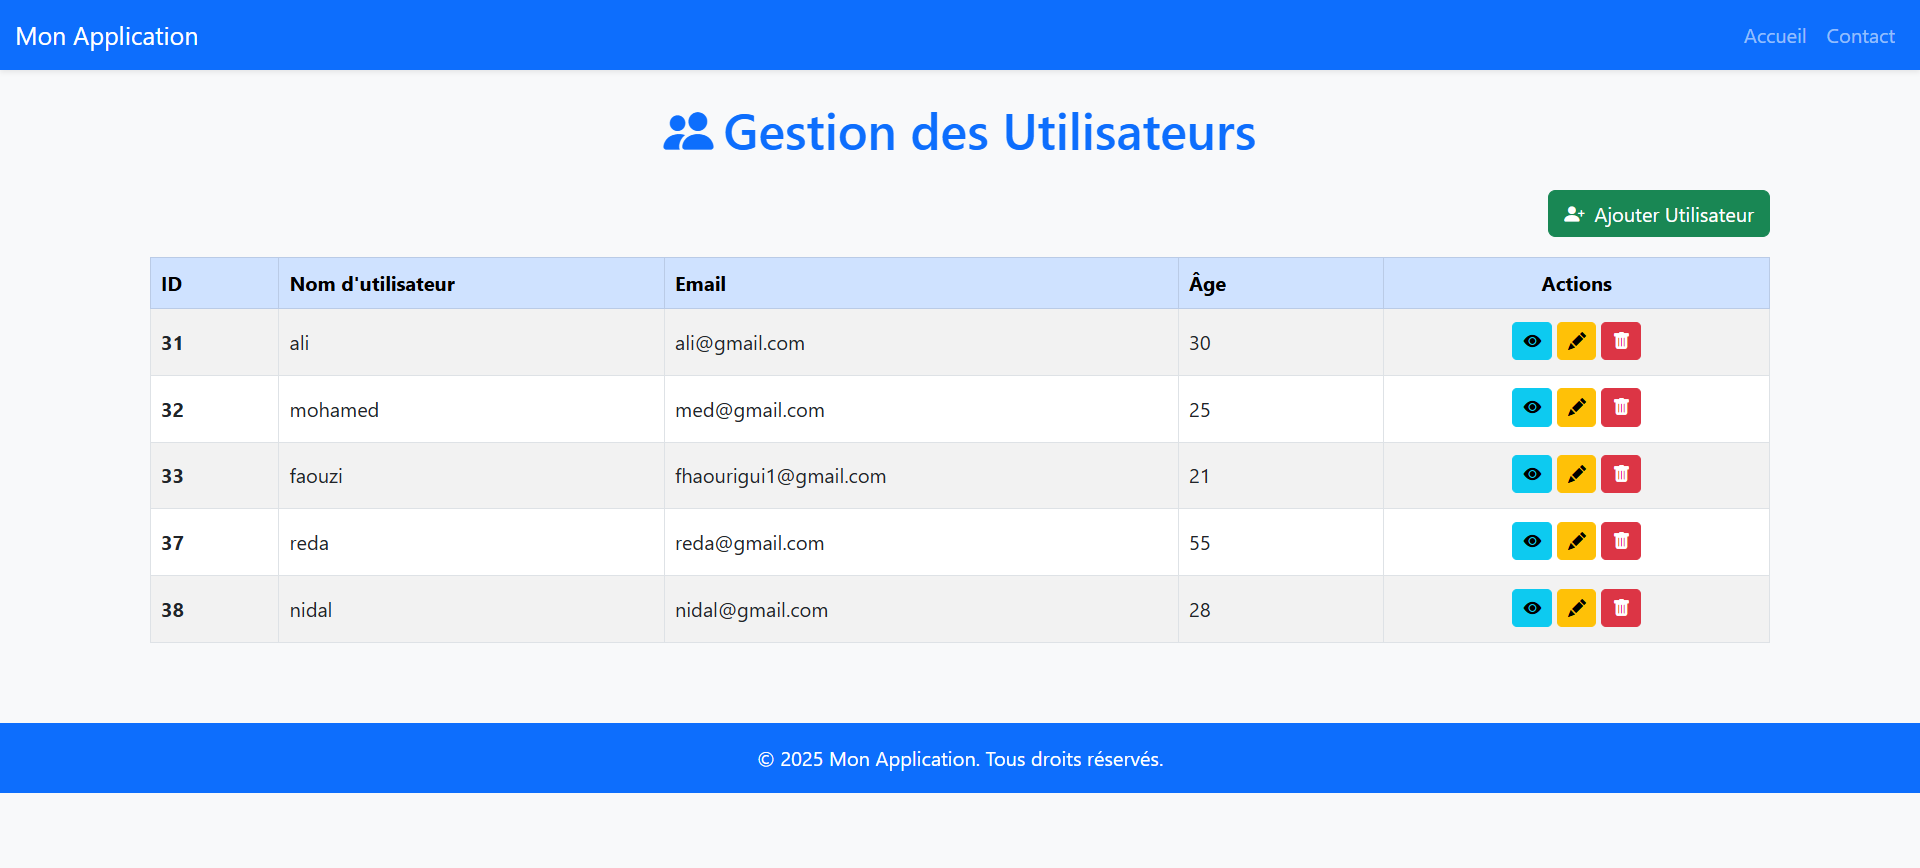 Mon Application Accueil Contact
Gestion des Utilisateurs
Ajouter Utilisateur
ID Nom d'utilisateur Email Âge Actions
31 ali ali@gmail.com 30
32 mohamed med@gmail.com 25
33 faouzi fhaourigui1@gmail.com 21
37 reda reda@gmail.com 55
38 nidal nidal@gmail.com 28
© 2025 Mon Application. Tous droits réservés.